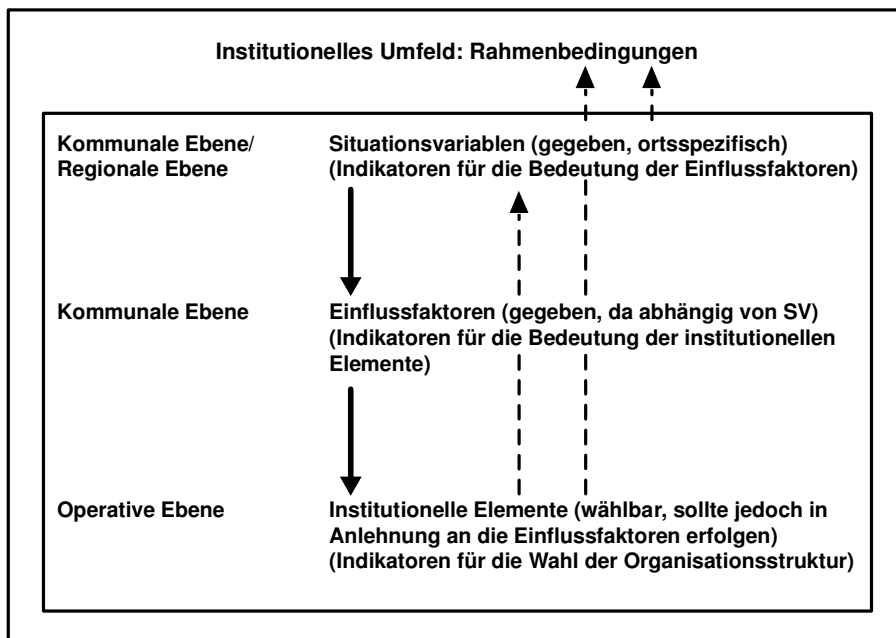 Institutionelles Umfeld: Rahmenbedingungen
Kommunale Ebene/
Regionale Ebene
Situationsvariablen (gegeben, ortsspezifisch)
(Indikatoren für die Bedeutung der Einflussfaktoren)
Kommunale Ebene
Einflussfaktoren (gegeben, da abhängig von SV)
(Indikatoren für die Bedeutung der institutionellen
Elemente)
Operative Ebene
Institutionelle Elemente (wählbar, sollte jedoch in
Anlehnung an die Einflussfaktoren erfolgen)
(Indikatoren für die Wahl der Organisationsstruktur)